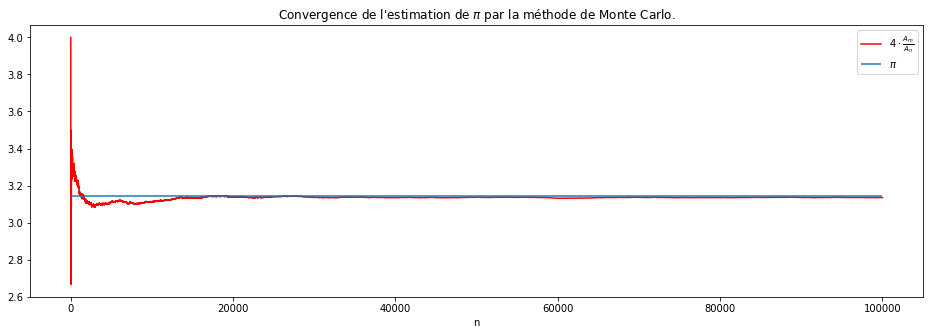 Convergence de l'estimation de π par la méthode de Monte Carlo.
4 · A_m/A_n
π
4.0
3.8
3.6
3.4
3.2
3.0
2.8
2.6
0 20000 40000 60000 80000 100000
n